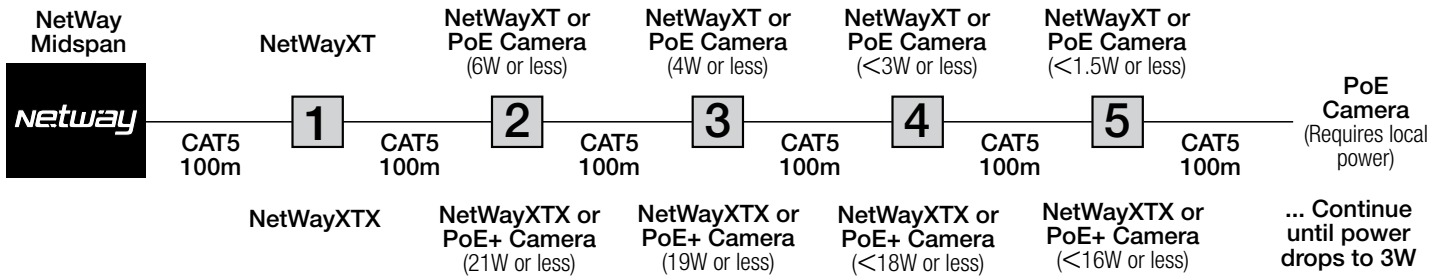 NetWay
Midspan
netway
CAT5
100m
NetWayXT
1
NetWayXTX
CAT5
100m
NetWayXT or
PoE Camera
(6W or less)
2
NetWayXTX or
PoE+ Camera
(21W or less)
CAT5
100m
NetWayXT or
PoE Camera
(4W or less)
3
NetWayXTX or
PoE+ Camera
(19W or less)
CAT5
100m
NetWayXT or
PoE Camera
(<3W or less)
4
NetWayXTX or
PoE+ Camera
(<18W or less)
CAT5
100m
NetWayXT or
PoE Camera
(<1.5W or less)
5
NetWayXTX or
PoE+ Camera
(<16W or less)
CAT5
100m
PoE
Camera
(Requires local
power)
... Continue
until power
drops to 3W